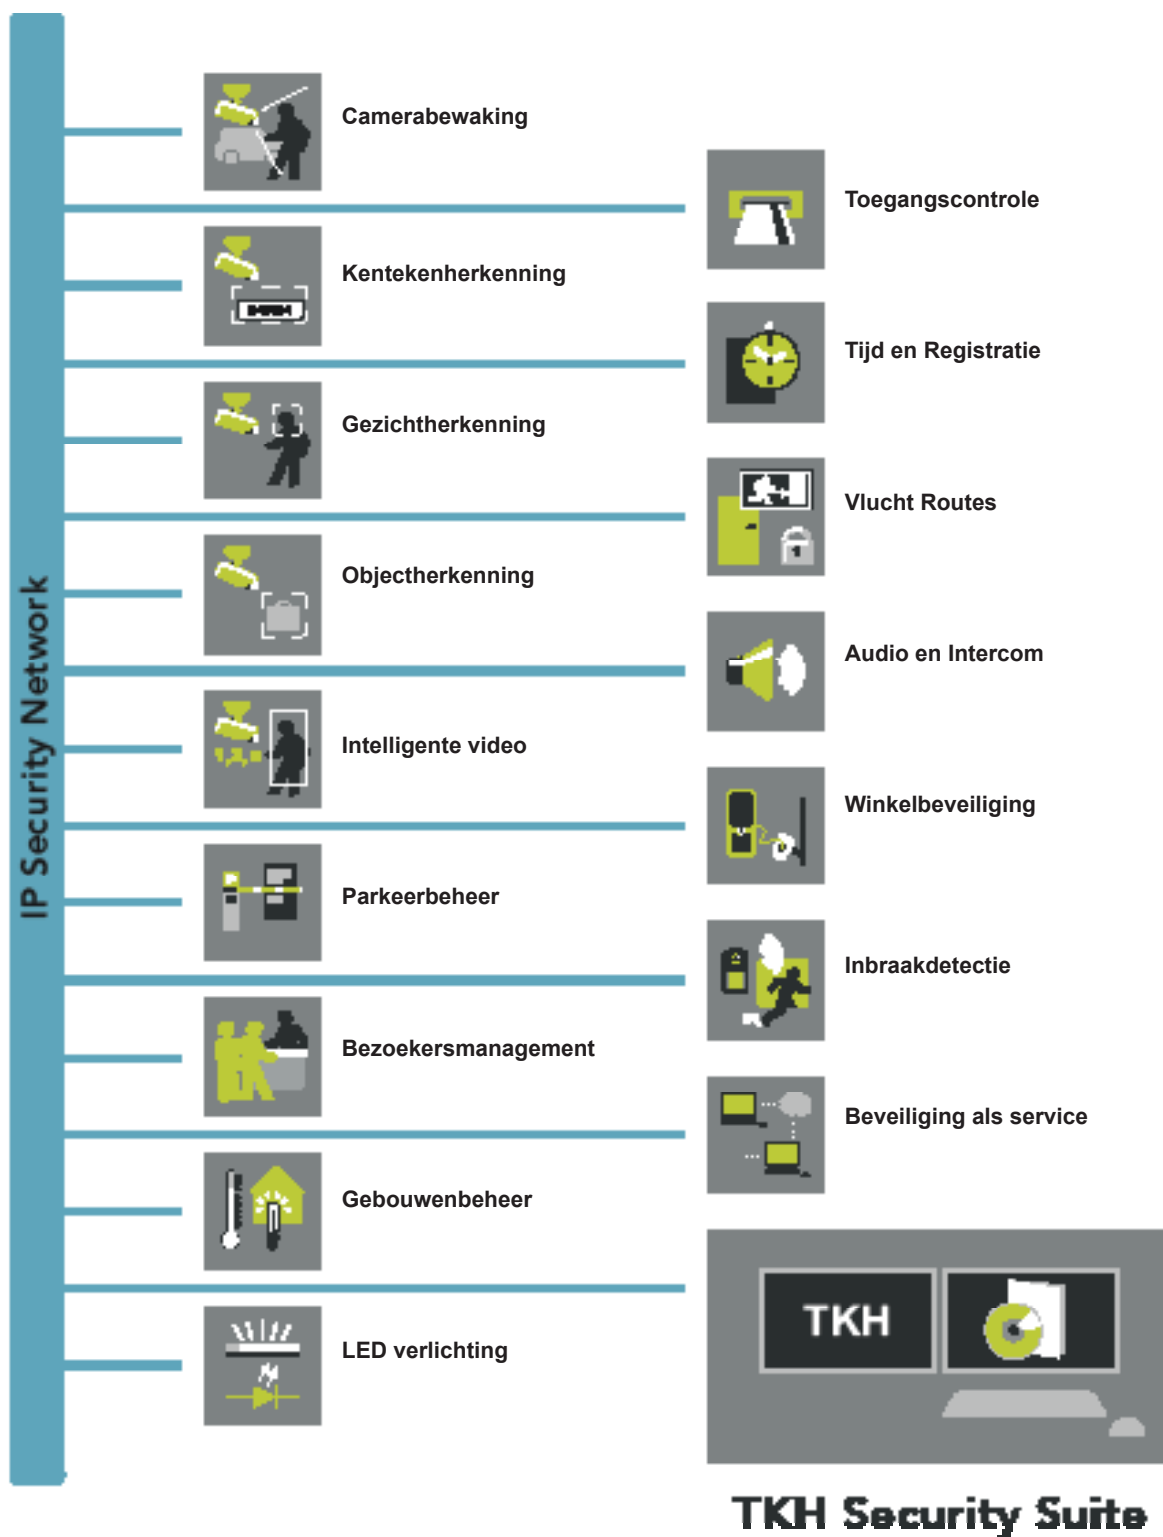 IP Security Network
Camerabewaking
Kentekenherkenning
Gezichtherkenning
Objectherkenning
Intelligente video
Parkeerbeheer
Bezoekersmanagement
Gebouwenbeheer
LED verlichting
Toegangscontrole
Tijd en Registratie
Vlucht Routes
Audio en Intercom
Winkelbeveiliging
Inbraakdetectie
Beveiliging als service
TKH
TKH Security Suite